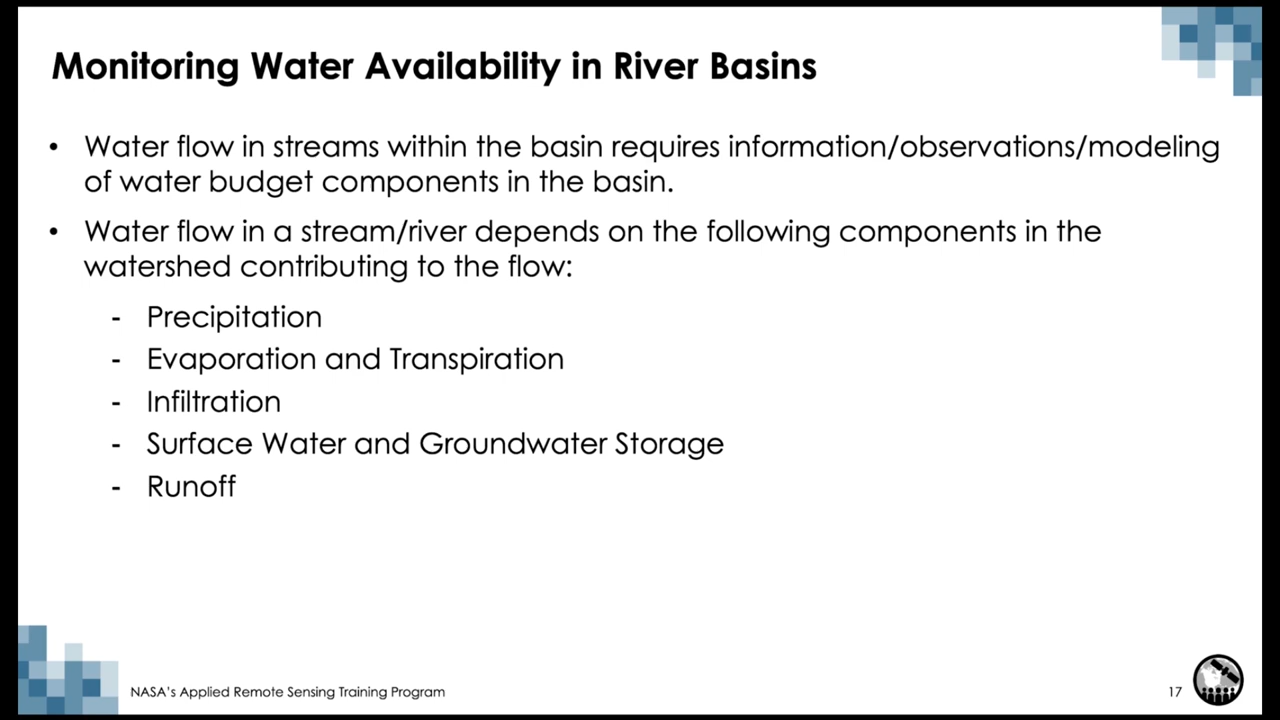 Monitoring Water Availability in River Basins
• Water flow in streams within the basin requires information/observations/modeling
of water budget components in the basin.
• Water flow in a stream/river depends on the following components in the
watershed contributing to the flow:
- Precipitation
- Evaporation and Transpiration
- Infiltration
- Surface Water and Groundwater Storage
- Runoff
NASA's Applied Remote Sensing Training Program
17